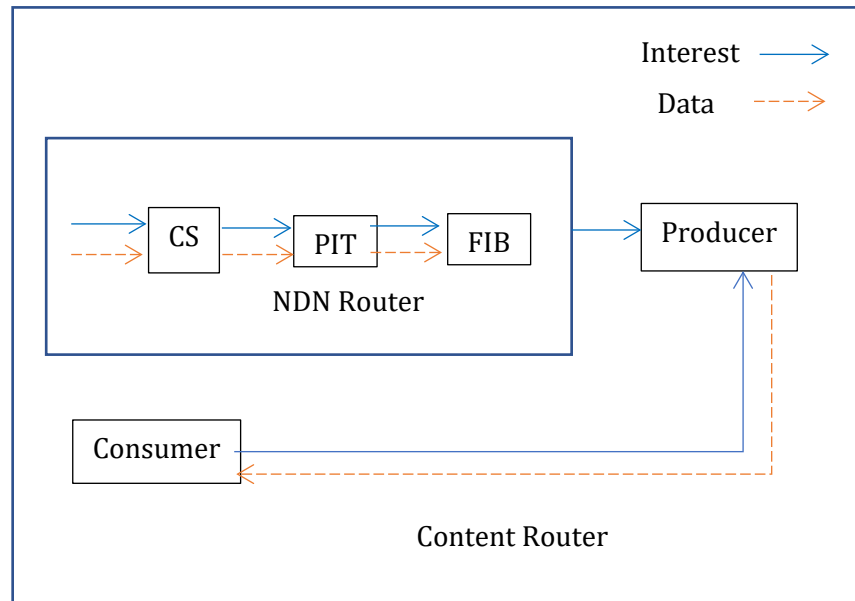 Interest
Data
CS
PIT
FIB
Producer
NDN Router
Consumer
Content Router